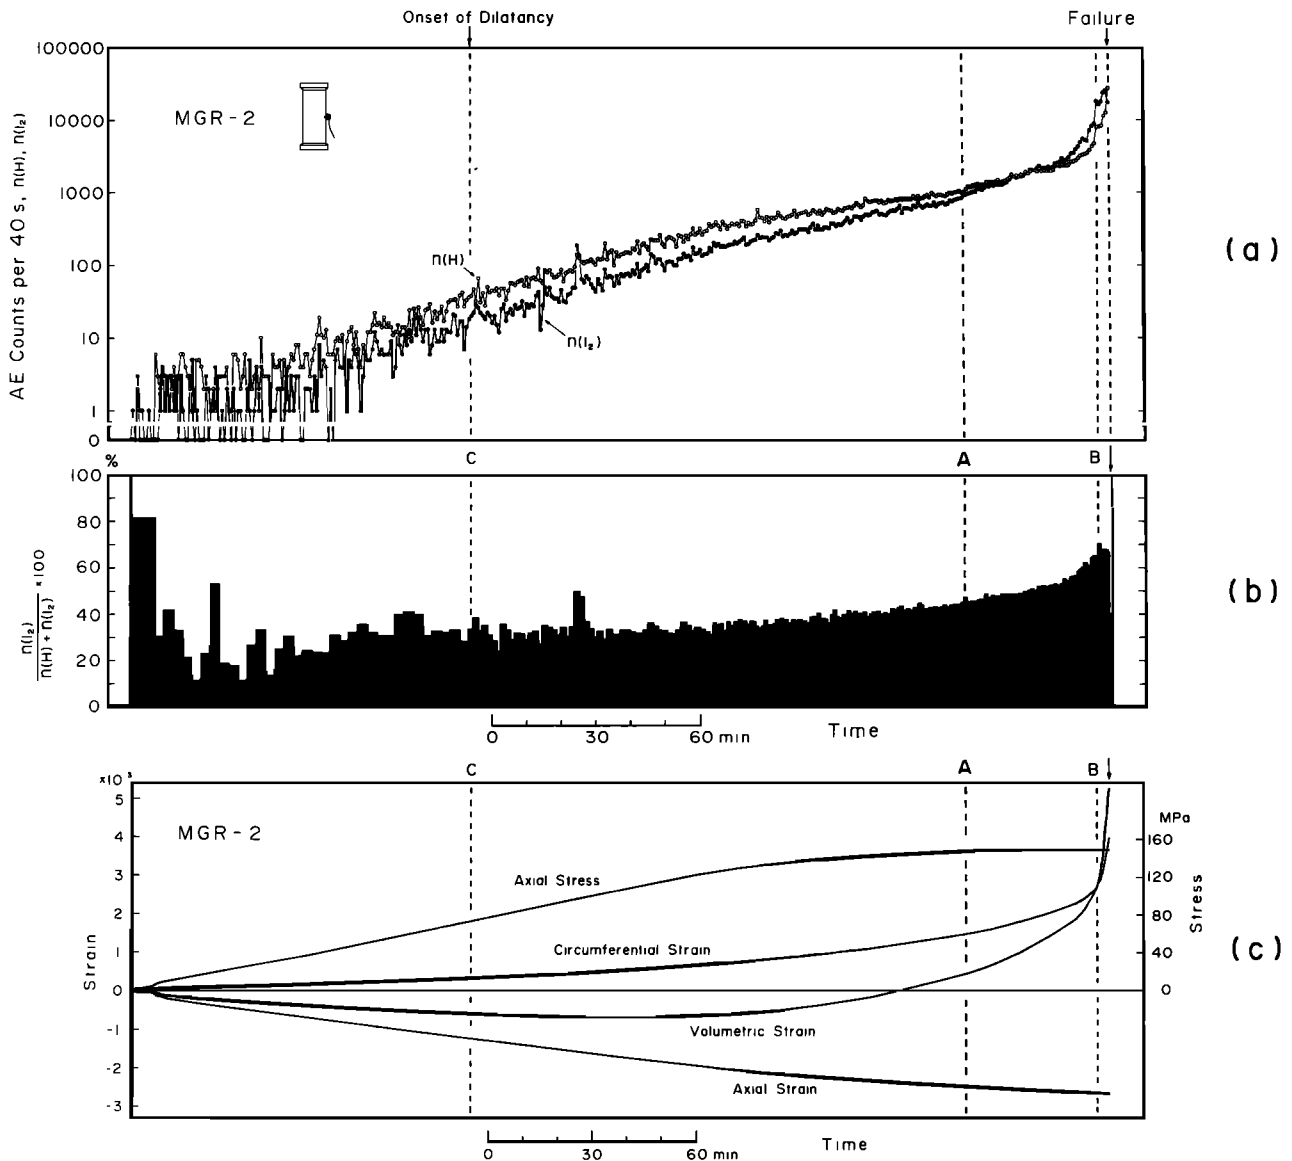 Onset of Dilatancy
Failure
100000
10000
1000
100
10
1
0
AE Counts per 40 s, n(H), n(I₂)
MGR-2
n(H)
n(I₂)
(a)
C
A
B
%
100
80
60
40
20
0
n(I₂)
n(H) + n(I₂)
×100
(b)
0
30
60 min
Time
×10³
C
A
B
5
4
3
2
1
0
-1
-2
-3
Strain
MGR-2
Axial Stress
Circumferential Strain
Volumetric Strain
Axial Strain
MPa
160
120
80
40
0
Stress
(c)
0
30
60 min
Time